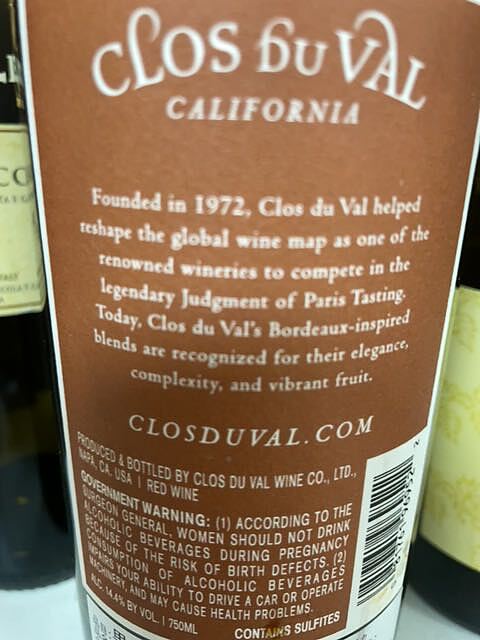 CLOS DU VAL
CALIFORNIA
Founded in 1972, Clos du Val helped
reshape the global wine map as one of the
renowned wineries to compete in the
legendary Judgment of Paris Tasting.
Today, Clos du Val's Bordeaux-inspired
blends are recognized for their elegance,
complexity, and vibrant fruit.
CLOSDUVAL.COM
PRODUCED & BOTTLED BY CLOS DU VAL WINE CO., LTD.,
NAPA, CA, USA | RED WINE
GOVERNMENT WARNING: (1) ACCORDING TO THE
SURGEON GENERAL, WOMEN SHOULD NOT DRINK
ALCOHOLIC BEVERAGES DURING PREGNANCY
BECAUSE OF THE RISK OF BIRTH DEFECTS. (2)
CONSUMPTION OF ALCOHOLIC BEVERAGES
IMPAIRS YOUR ABILITY TO DRIVE A CAR OR OPERATE
MACHINERY, AND MAY CAUSE HEALTH PROBLEMS.
ALC. 14.4% BY VOL. | 750ML
CONTAINS SULFITES
CO